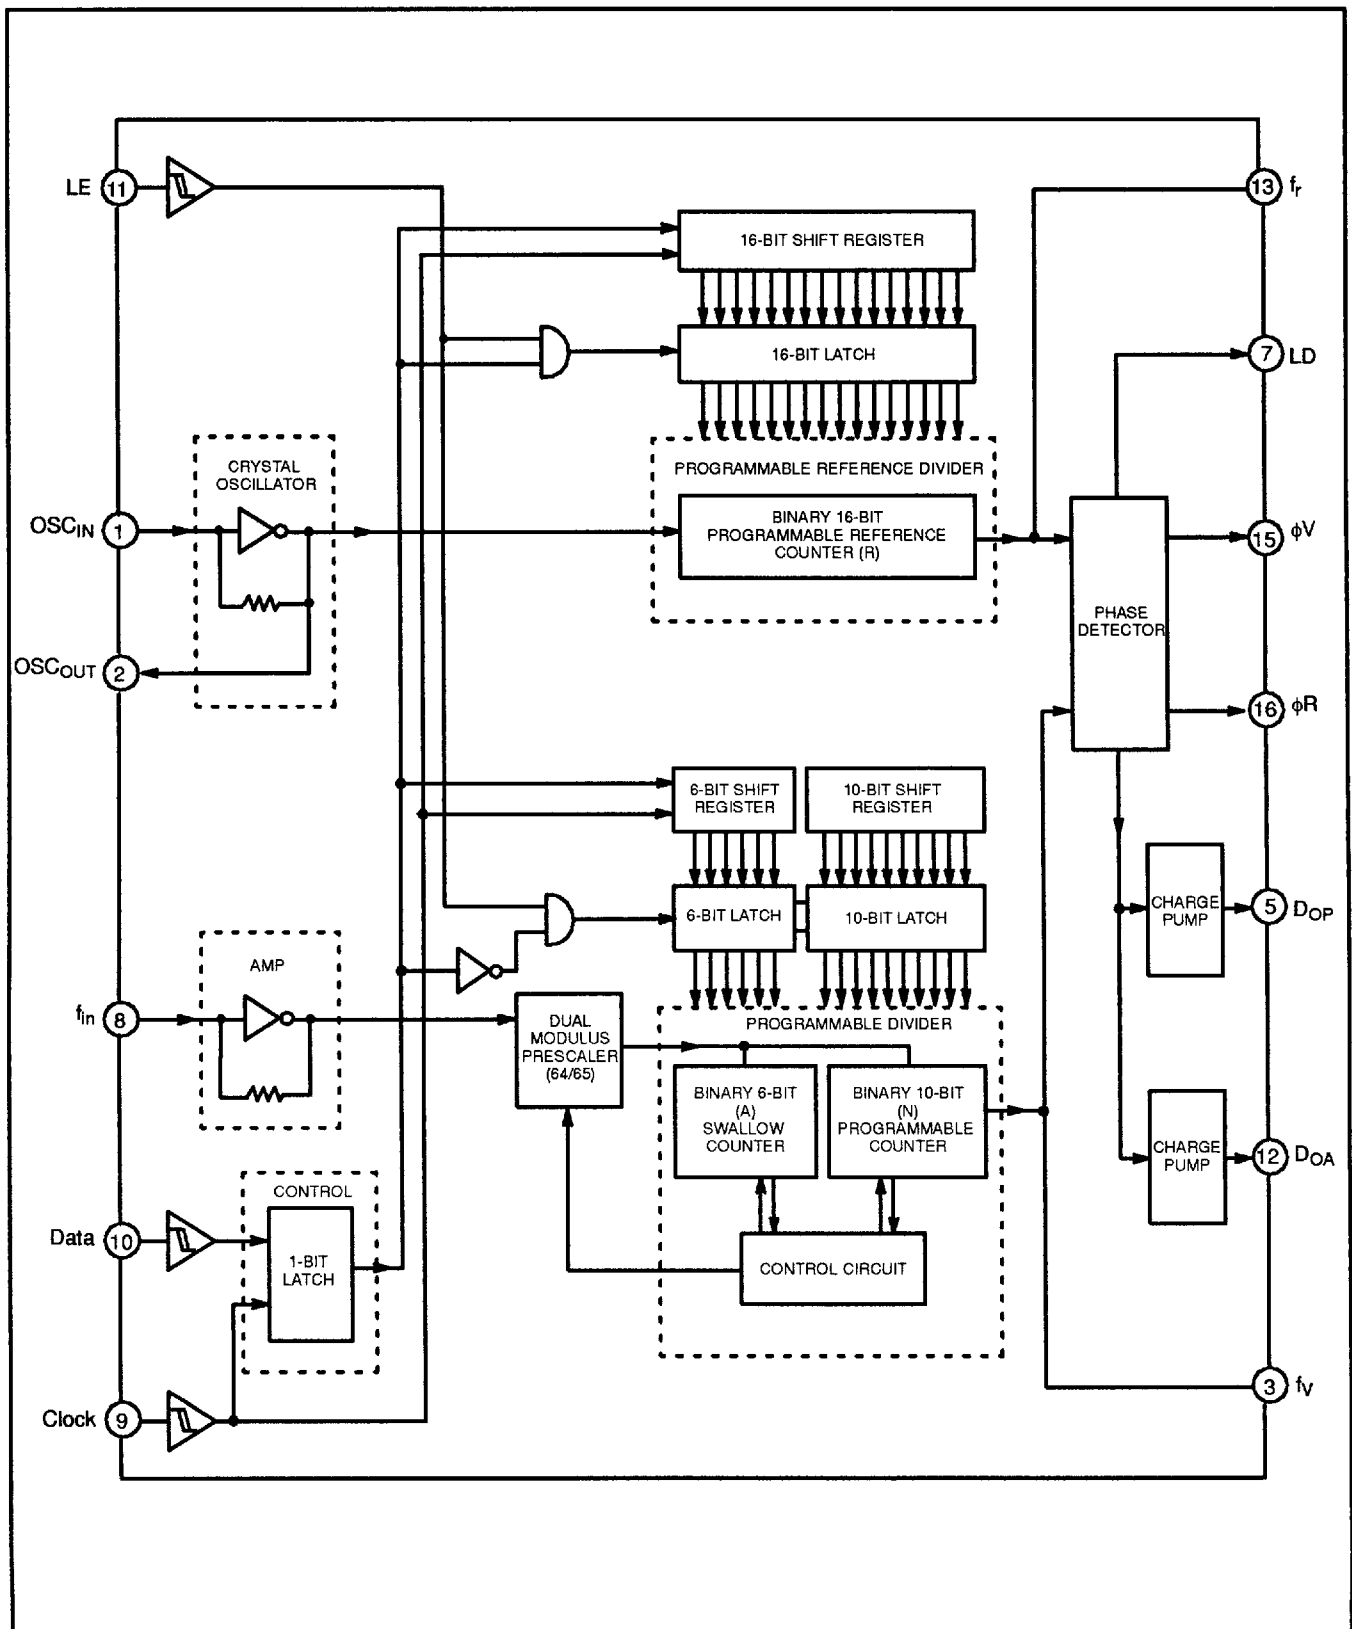 LE
11
13
fr
16-BIT SHIFT REGISTER
16-BIT LATCH
7
LD
CRYSTAL
OSCILLATOR
PROGRAMMABLE REFERENCE DIVIDER
OSCIN
1
BINARY 16-BIT
PROGRAMMABLE REFERENCE
COUNTER (R)
15
ϕV
PHASE
DETECTOR
OSCOUT
2
16
ϕR
6-BIT SHIFT
REGISTER
10-BIT SHIFT
REGISTER
6-BIT LATCH
10-BIT LATCH
CHARGE
PUMP
5
DOP
AMP
fin
8
DUAL
MODULUS
PRESCALER
(64/65)
PROGRAMMABLE DIVIDER
BINARY 6-BIT
(A)
SWALLOW
COUNTER
BINARY 10-BIT
(N)
PROGRAMMABLE
COUNTER
CHARGE
PUMP
12
DOA
CONTROL
Data
10
1-BIT
LATCH
CONTROL CIRCUIT
Clock
9
3
fV